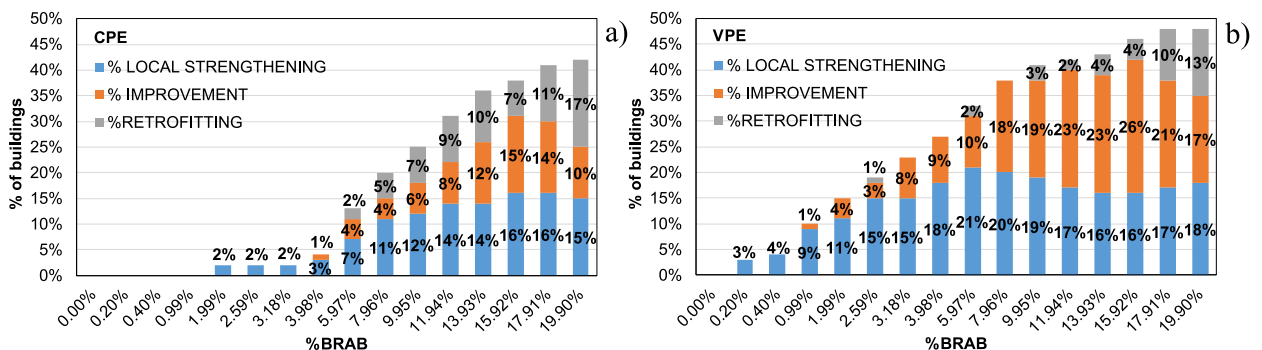 50%
45%
40%
35%
30%
25%
20%
15%
10%
5%
0%
% of buildings
CPE
a)
% LOCAL STRENGTHENING
% IMPROVEMENT
%RETROFITTING
2% 2% 2% 1% 3%
2% 4% 7%
5% 4% 11%
7% 6% 12%
9% 8% 14%
10% 12% 14%
7% 15% 16%
11% 14% 16%
17% 10% 15%
0.00% 0.20% 0.40% 0.99% 1.99% 2.59% 3.18% 3.98% 5.97% 7.96% 9.95% 11.94% 13.93% 15.92% 17.91% 19.90%
%BRAB
50%
45%
40%
35%
30%
25%
20%
15%
10%
5%
0%
% of buildings
VPE
b)
% LOCAL STRENGTHENING
% IMPROVEMENT
%RETROFITTING
3% 4%
1% 9%
4% 11%
1% 3% 15%
8% 15%
9% 18%
2% 10% 21%
18% 20%
3% 19% 19%
2% 23% 17%
4% 23% 16%
4% 26% 16%
10% 21% 17%
13% 17% 18%
0.00% 0.20% 0.40% 0.99% 1.99% 2.59% 3.18% 3.98% 5.97% 7.96% 9.95% 11.94% 13.93% 15.92% 17.91% 19.90%
%BRAB